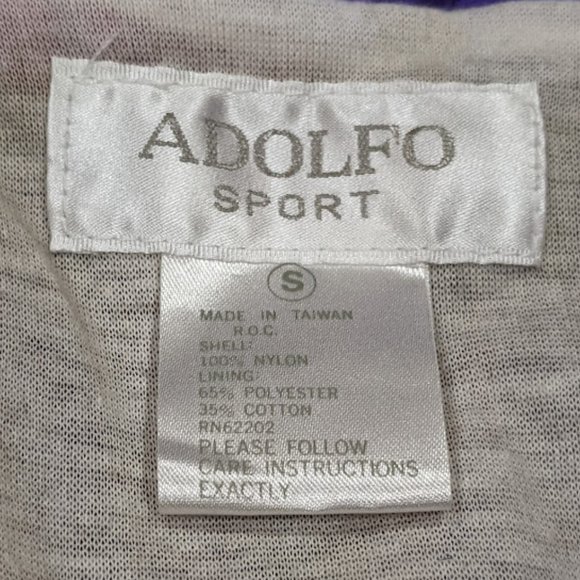 ADOLFO
SPORT
S
MADE IN TAIWAN
R.O.C.
SHELL:
100% NYLON
LINING:
65% POLYESTER
35% COTTON
RN62202
PLEASE FOLLOW
CARE INSTRUCTIONS
EXACTLY